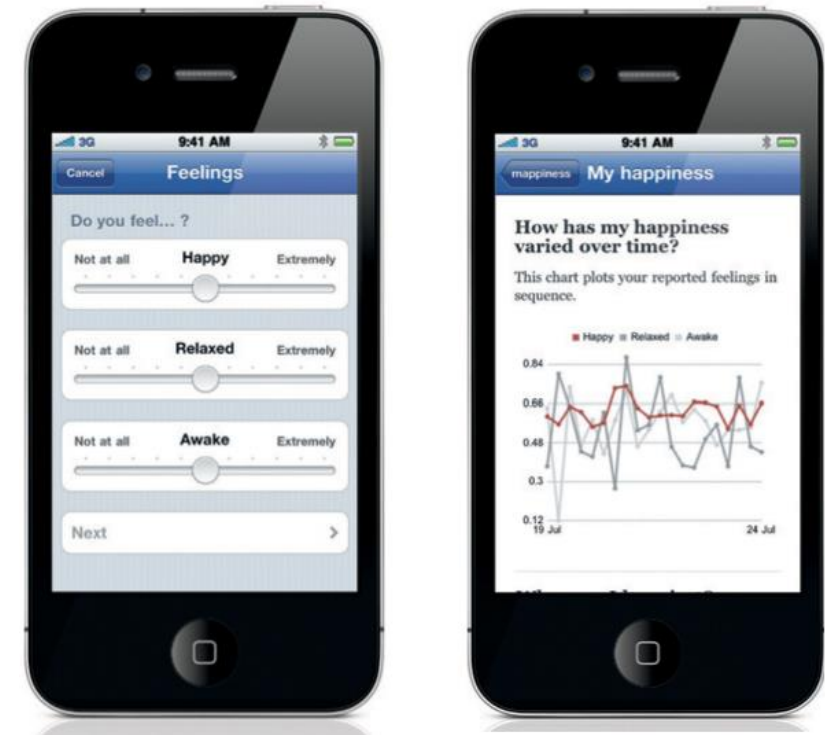 3G 9:41 AM
Cancel Feelings
Do you feel... ?
Not at all Happy Extremely
Not at all Relaxed Extremely
Not at all Awake Extremely
Next
3G 9:41 AM
mappiness My happiness
How has my happiness
varied over time?
This chart plots your reported feelings in
sequence.
Happy Relaxed Awake
0.84
0.66
0.48
0.3
0.12
19 Jul 24 Jul